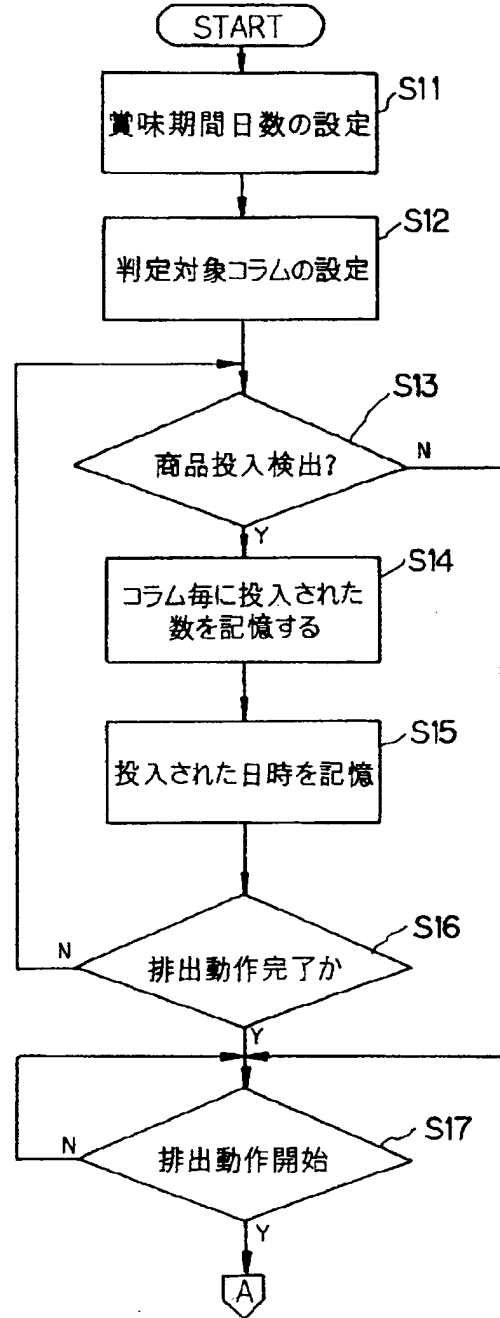 START
S11
賞味期間日数の設定
S12
判定対象コラムの設定
S13
商品投入検出?
N
Y
S14
コラム毎に投入された
数を記憶する
S15
投入された日時を記憶
S16
排出動作完了か
N
Y
S17
排出動作開始
N
Y
A